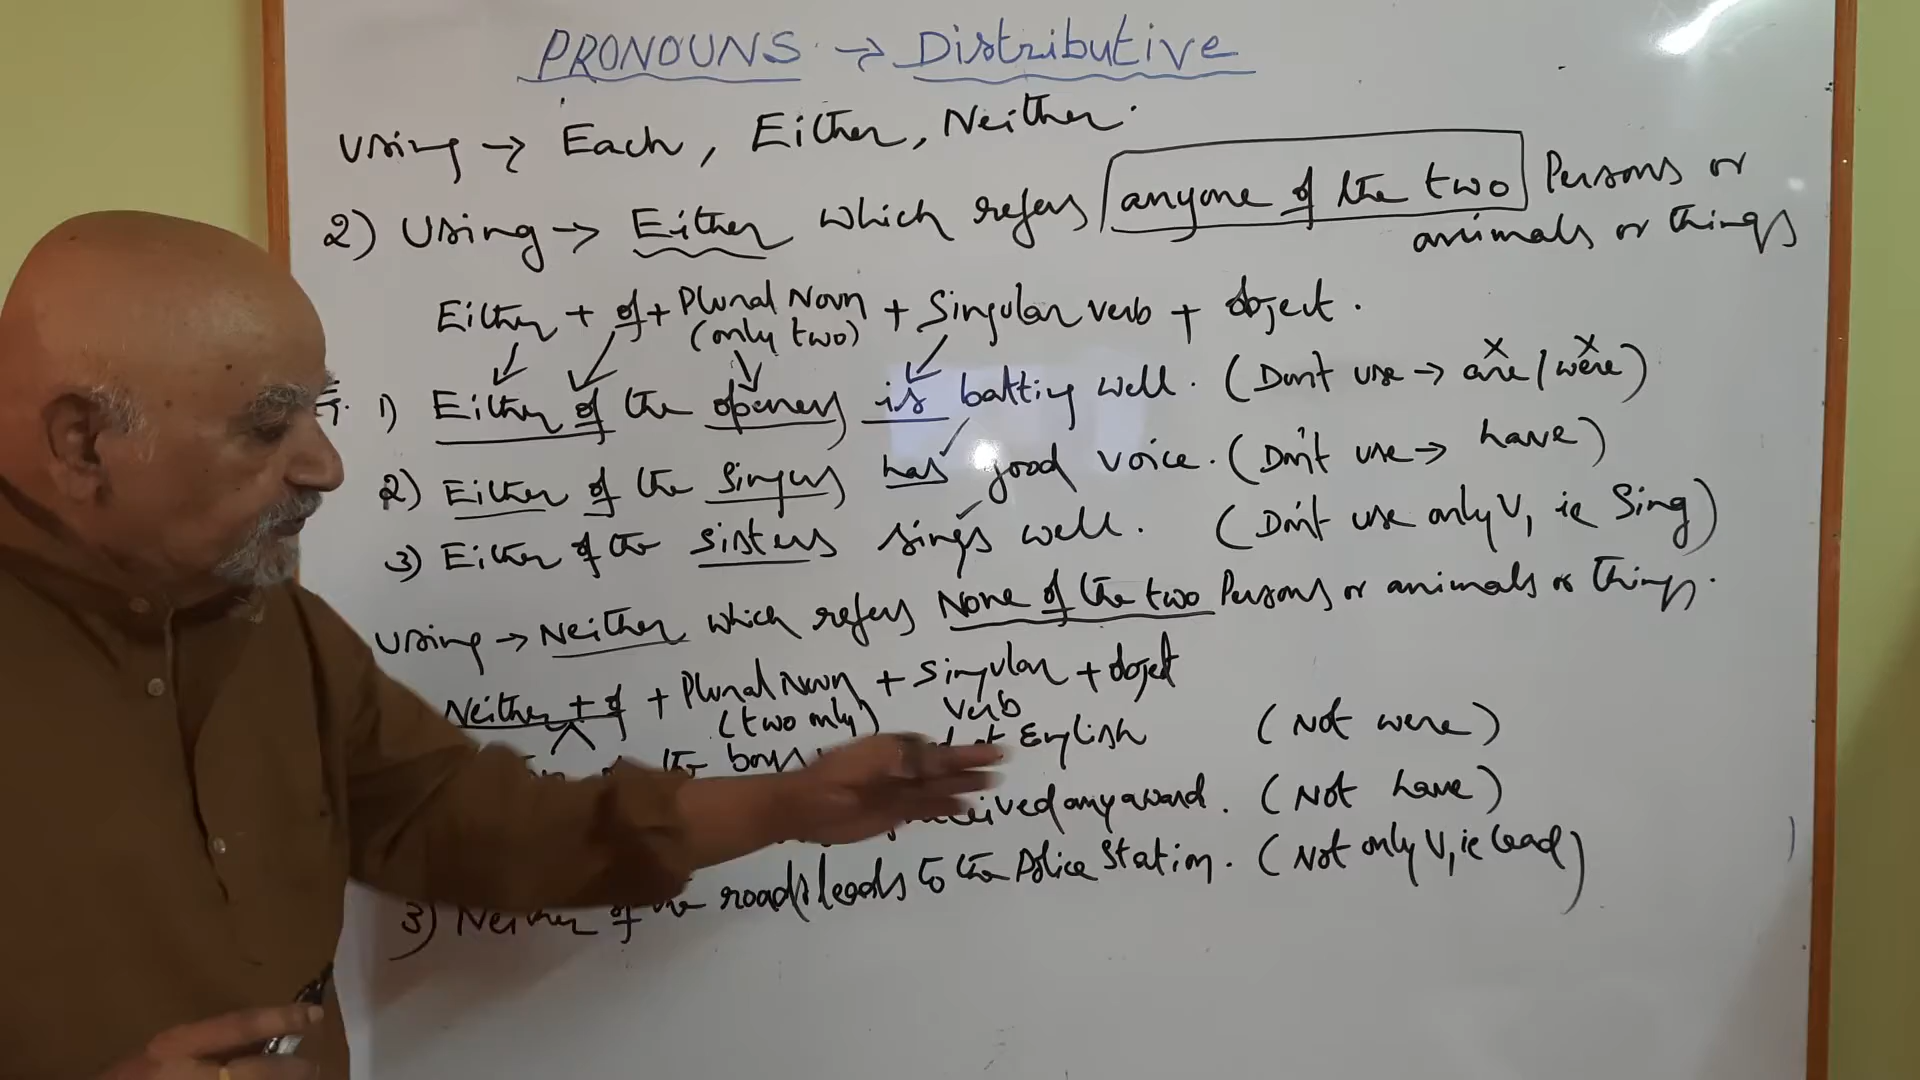 PRONOUNS → Distributive
Using → Each, Either, Neither.
2) Using → Either which refers anyone of the two Persons or
animals or things
Either + of + Plural Noun + Singular verb + object.
(only two)
1) Either of the openers is batting well. (Don't use → are / were)
2) Either of the Singers has good voice. (Don't use → have)
3) Either of the Sisters sings well. (Don't use only V1 ie Sing)
Using → Neither which refers None of the two Persons or animals or things.
Neither + of + Plural Noun + Singular + object
(two only) verb
the boys English (Not were)
received any award. (Not have)
3) Neither of the roads leads to the Police Station. (Not only V1 ie lead)